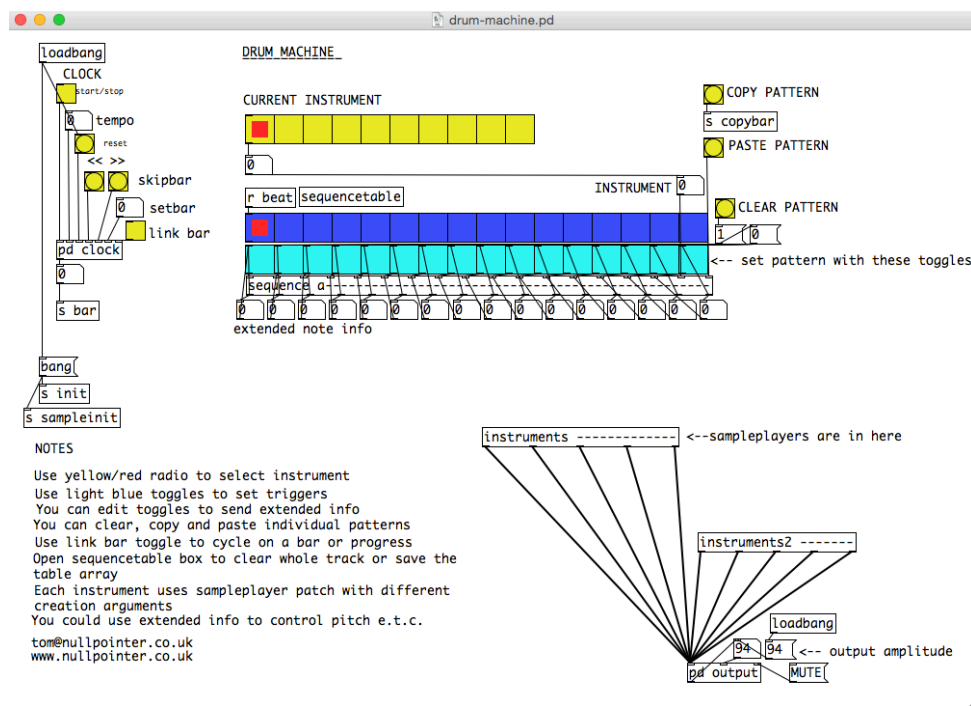 drum-machine.pd
loadbang
DRUM_MACHINE_
CLOCK
start/stop
COPY PATTERN
CURRENT INSTRUMENT
0 tempo
s copybar
reset
PASTE PATTERN
<< >>
0
skipbar
INSTRUMENT 0
r beat sequencetable
0 setbar
CLEAR PATTERN
link bar
1 0
pd clock
<-- set pattern with these toggles
0
sequence a------------------------------------------------
s bar
0 0 0 0 0 0 0 0 0 0 0 0 0 0 0 0
extended note info
bang
s init
s sampleinit
instruments -------------
<--sampleplayers are in here
NOTES
Use yellow/red radio to select instrument
Use light blue toggles to set triggers
You can edit toggles to send extended info
You can clear, copy and paste individual patterns
Use link bar toggle to cycle on a bar or progress
instruments2 -------
Open sequencetable box to clear whole track or save the
table array
Each instrument uses sampleplayer patch with different
creation arguments
You could use extended info to control pitch e.t.c.
loadbang
tom@nullpointer.co.uk
94 94 <-- output amplitude
www.nullpointer.co.uk
pd output MUTE